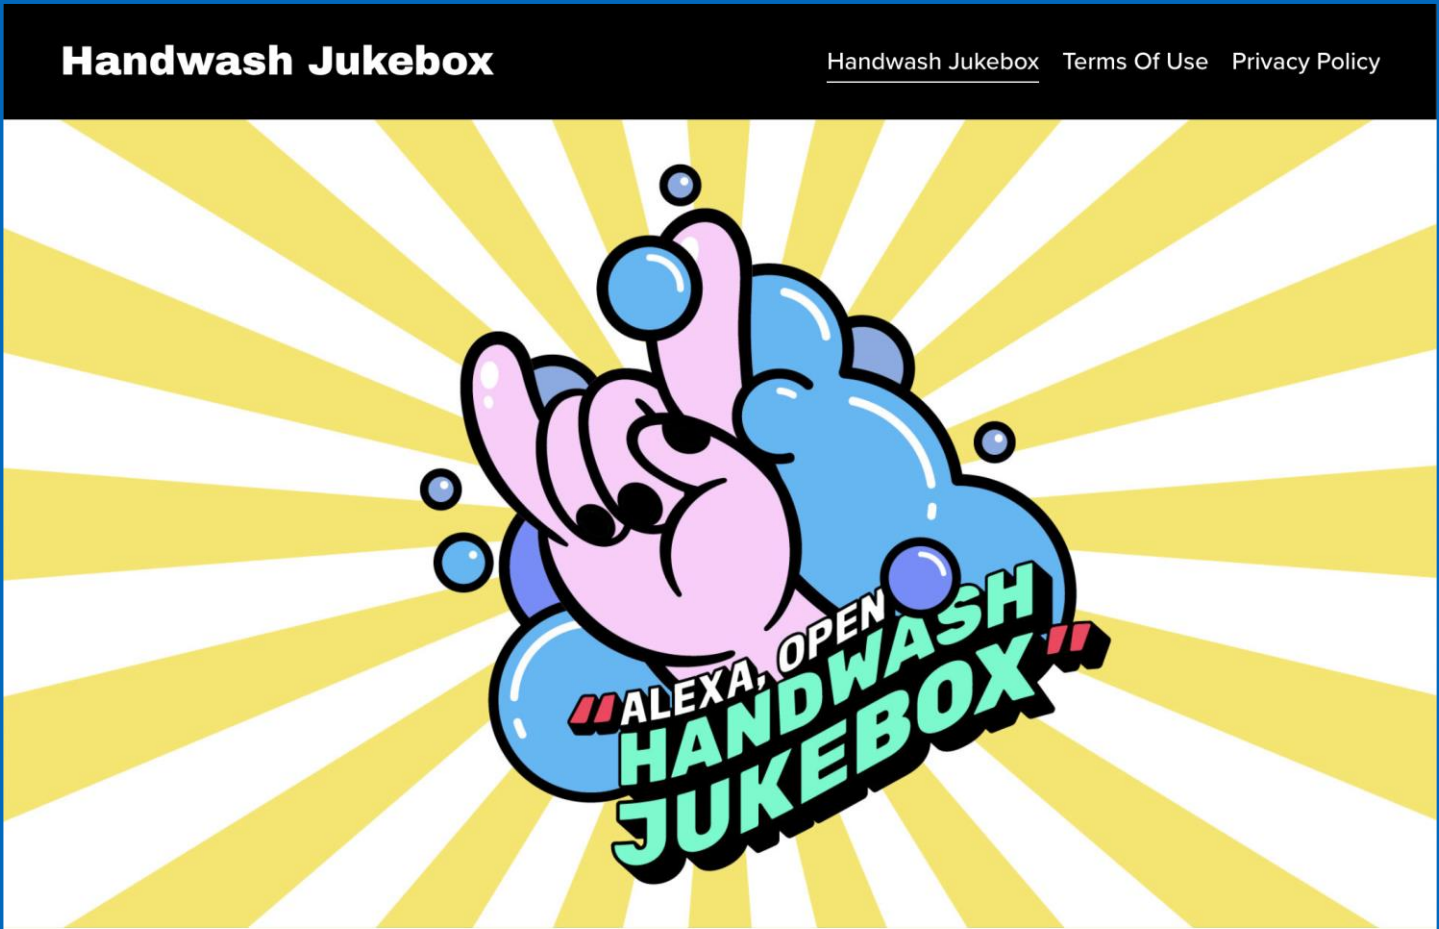 Handwash Jukebox
Handwash Jukebox Terms Of Use Privacy Policy
"ALEXA, OPEN
HANDWASH
JUKEBOX"